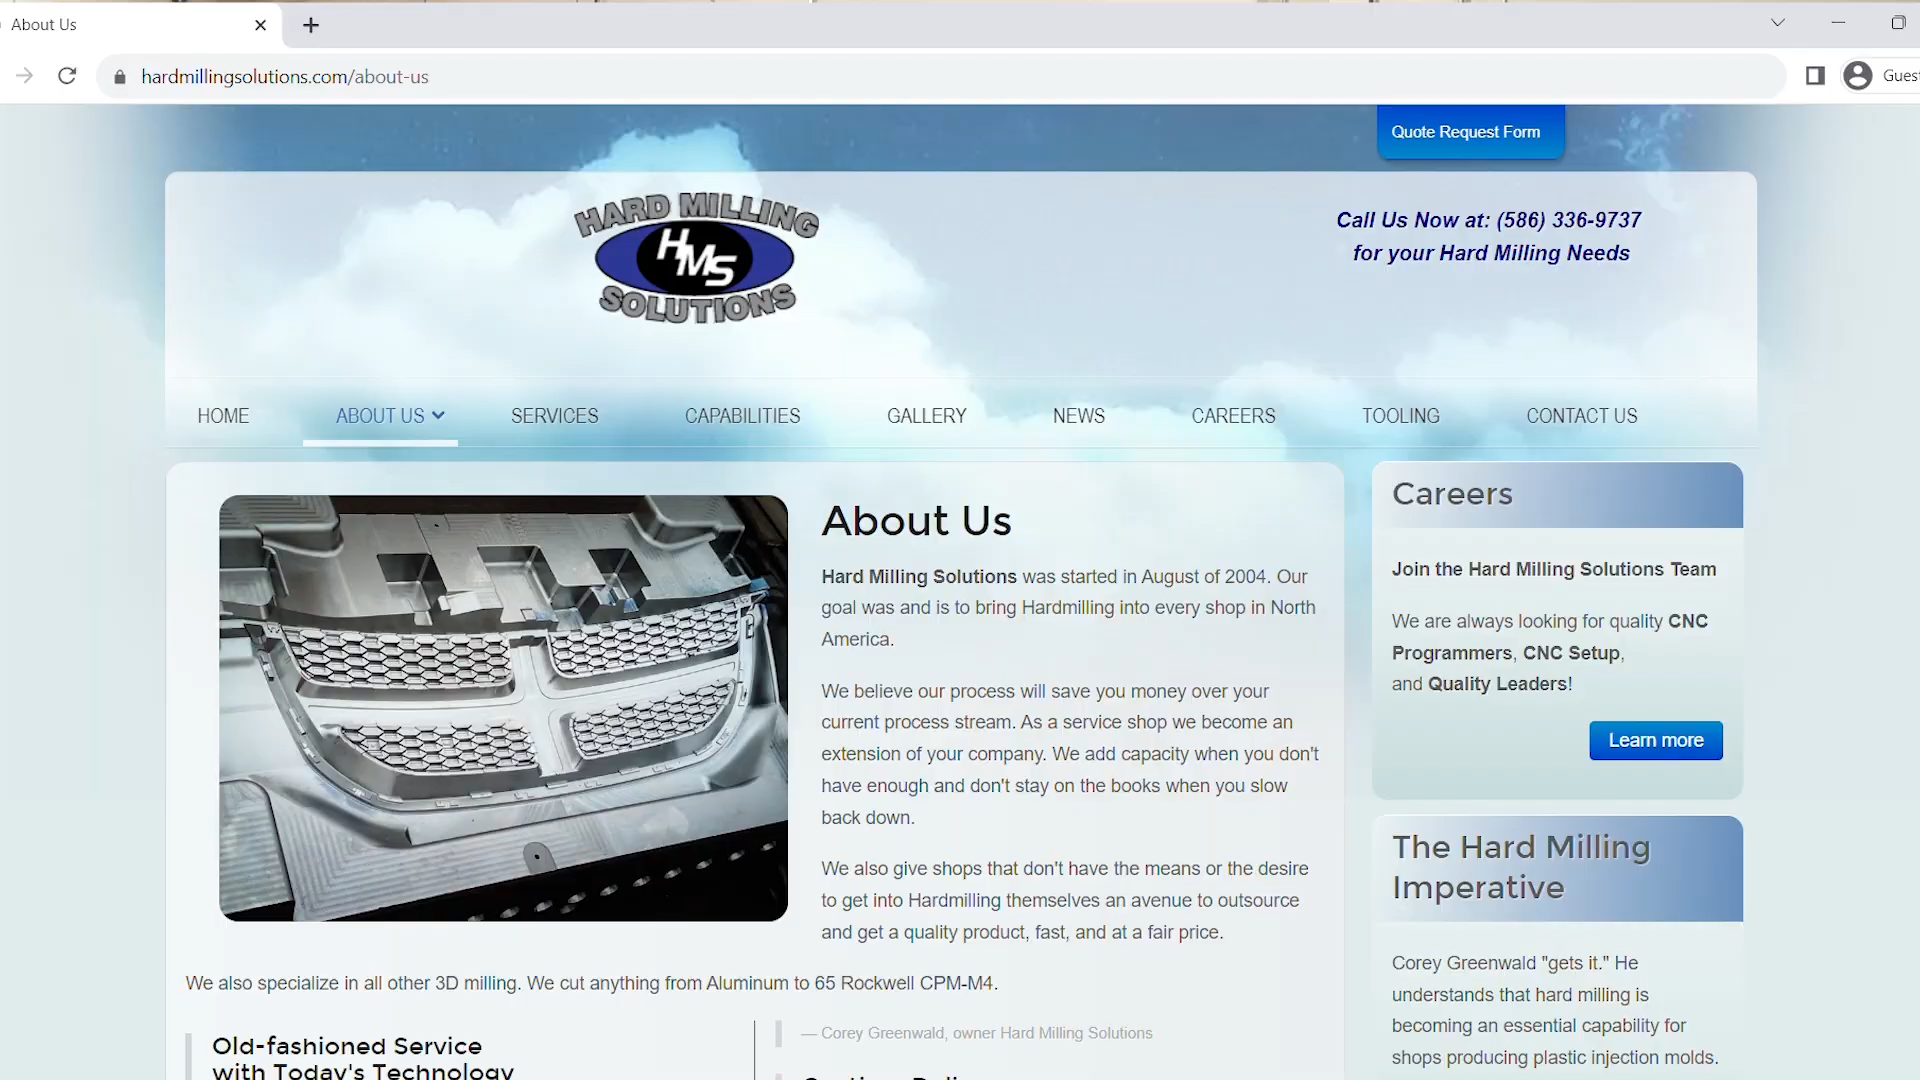 About Us
hardmillingsolutions.com/about-us
Guest
Quote Request Form
HARD MILLING
HMS
SOLUTIONS
Call Us Now at: (586) 336-9737
for your Hard Milling Needs
HOME ABOUT US SERVICES CAPABILITIES GALLERY NEWS CAREERS TOOLING CONTACT US
About Us
Hard Milling Solutions was started in August of 2004. Our
goal was and is to bring Hardmilling into every shop in North
America.
We believe our process will save you money over your
current process stream. As a service shop we become an
extension of your company. We add capacity when you don't
have enough and don't stay on the books when you slow
back down.
We also give shops that don't have the means or the desire
to get into Hardmilling themselves an avenue to outsource
and get a quality product, fast, and at a fair price.
We also specialize in all other 3D milling. We cut anything from Aluminum to 65 Rockwell CPM-M4.
Old-fashioned Service
with Today's Technology
— Corey Greenwald, owner Hard Milling Solutions
Careers
Join the Hard Milling Solutions Team
We are always looking for quality CNC
Programmers, CNC Setup,
and Quality Leaders!
Learn more
The Hard Milling
Imperative
Corey Greenwald "gets it." He
understands that hard milling is
becoming an essential capability for
shops producing plastic injection molds.